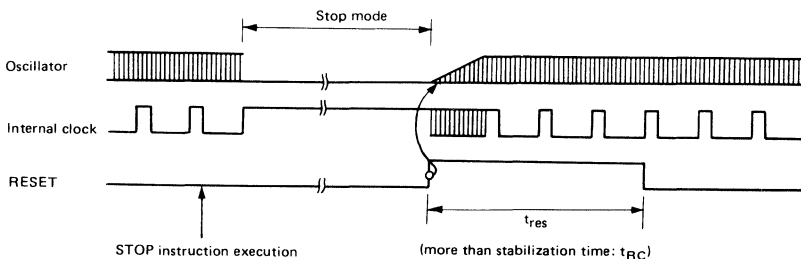 Stop mode
Oscillator
Internal clock
RESET
tres
STOP instruction execution
(more than stabilization time: tRC)